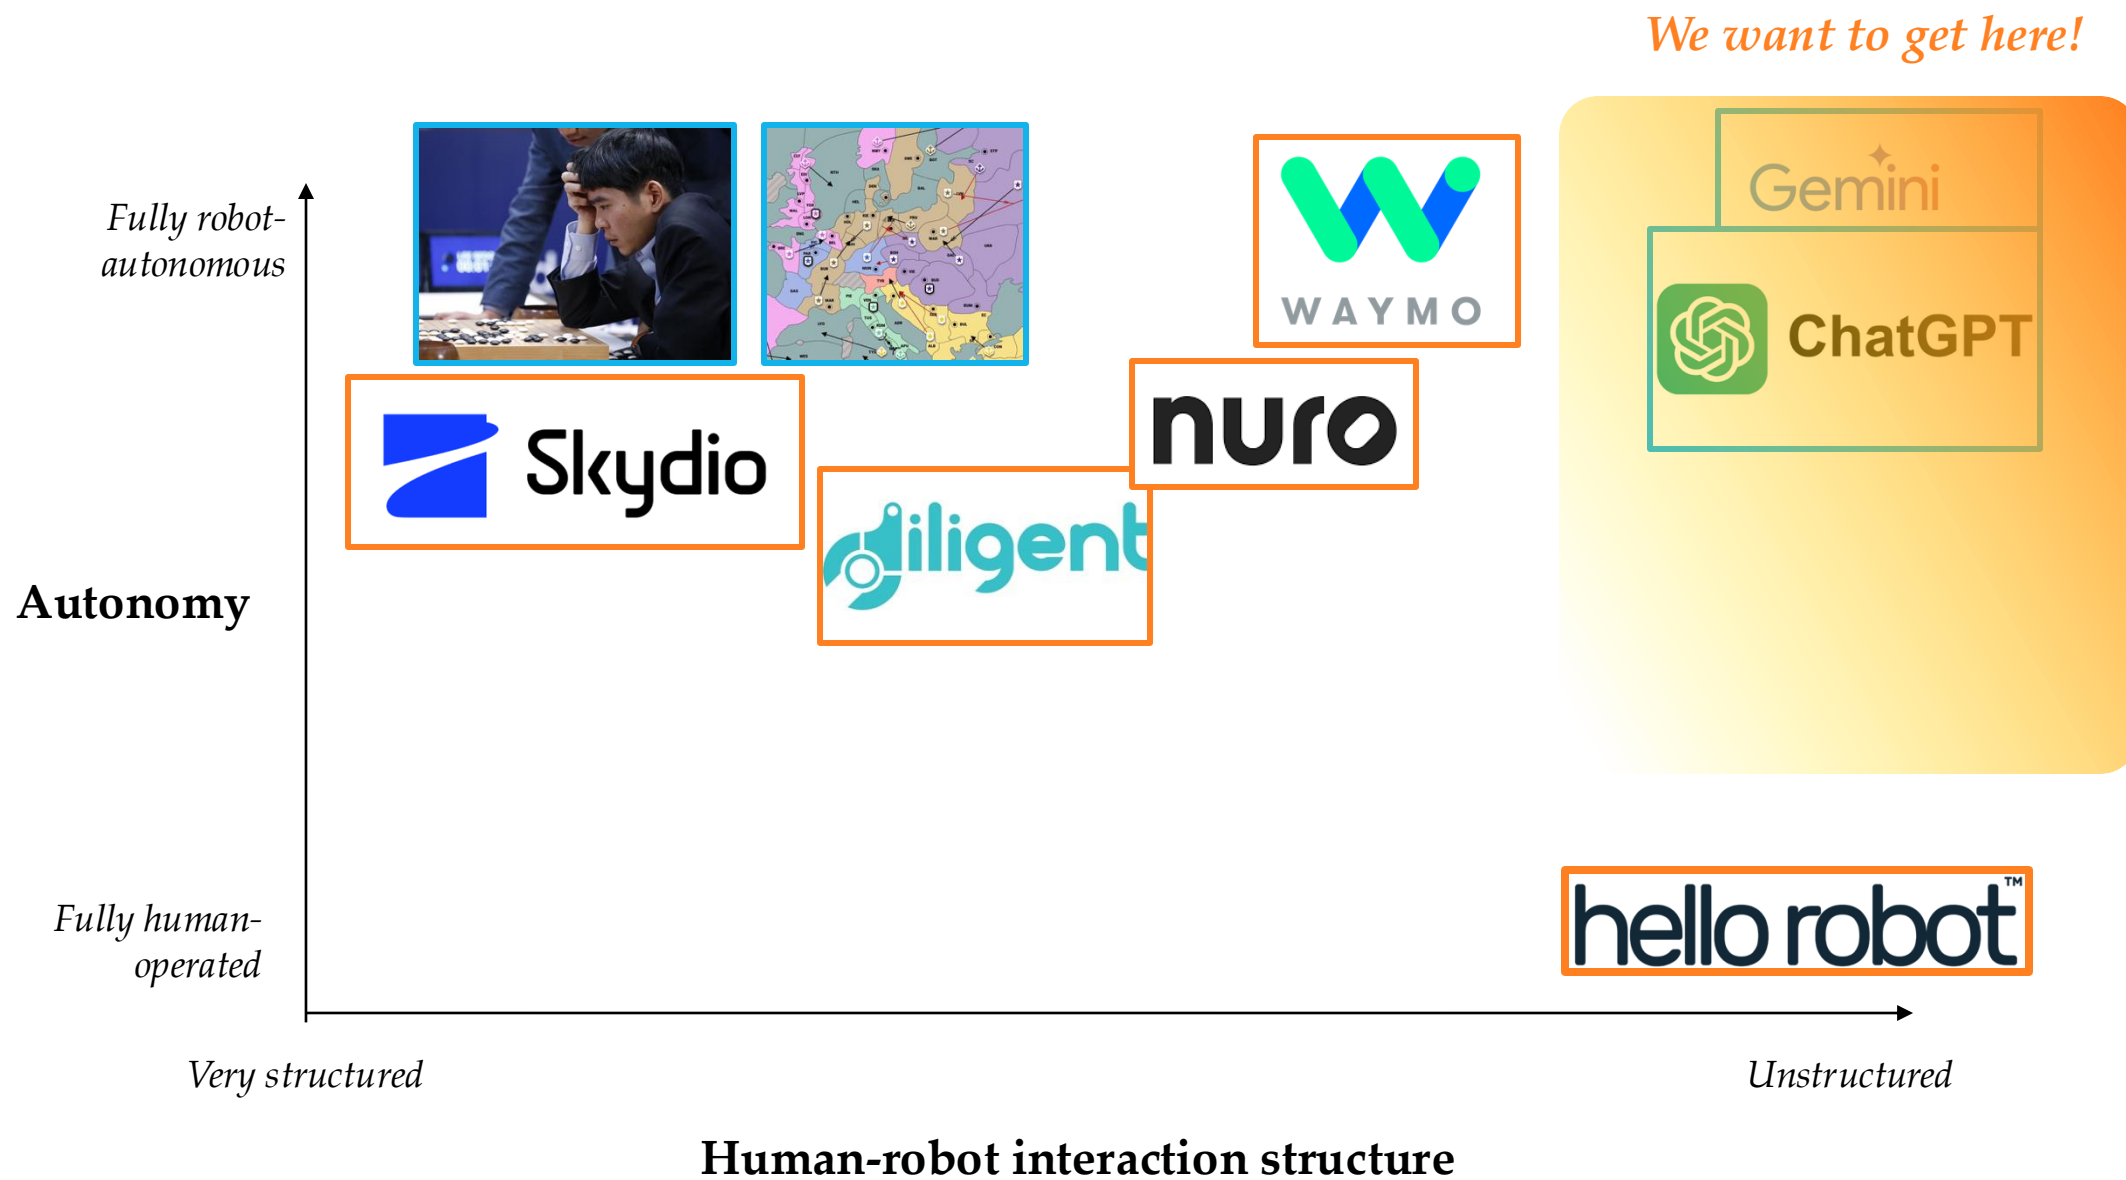 We want to get here!
Gemini
Fully robot-
autonomous
WAYMO
ChatGPT
nuro
Skydio
diligent
Autonomy
hello robot™
Fully human-
operated
Very structured
Unstructured
Human-robot interaction structure